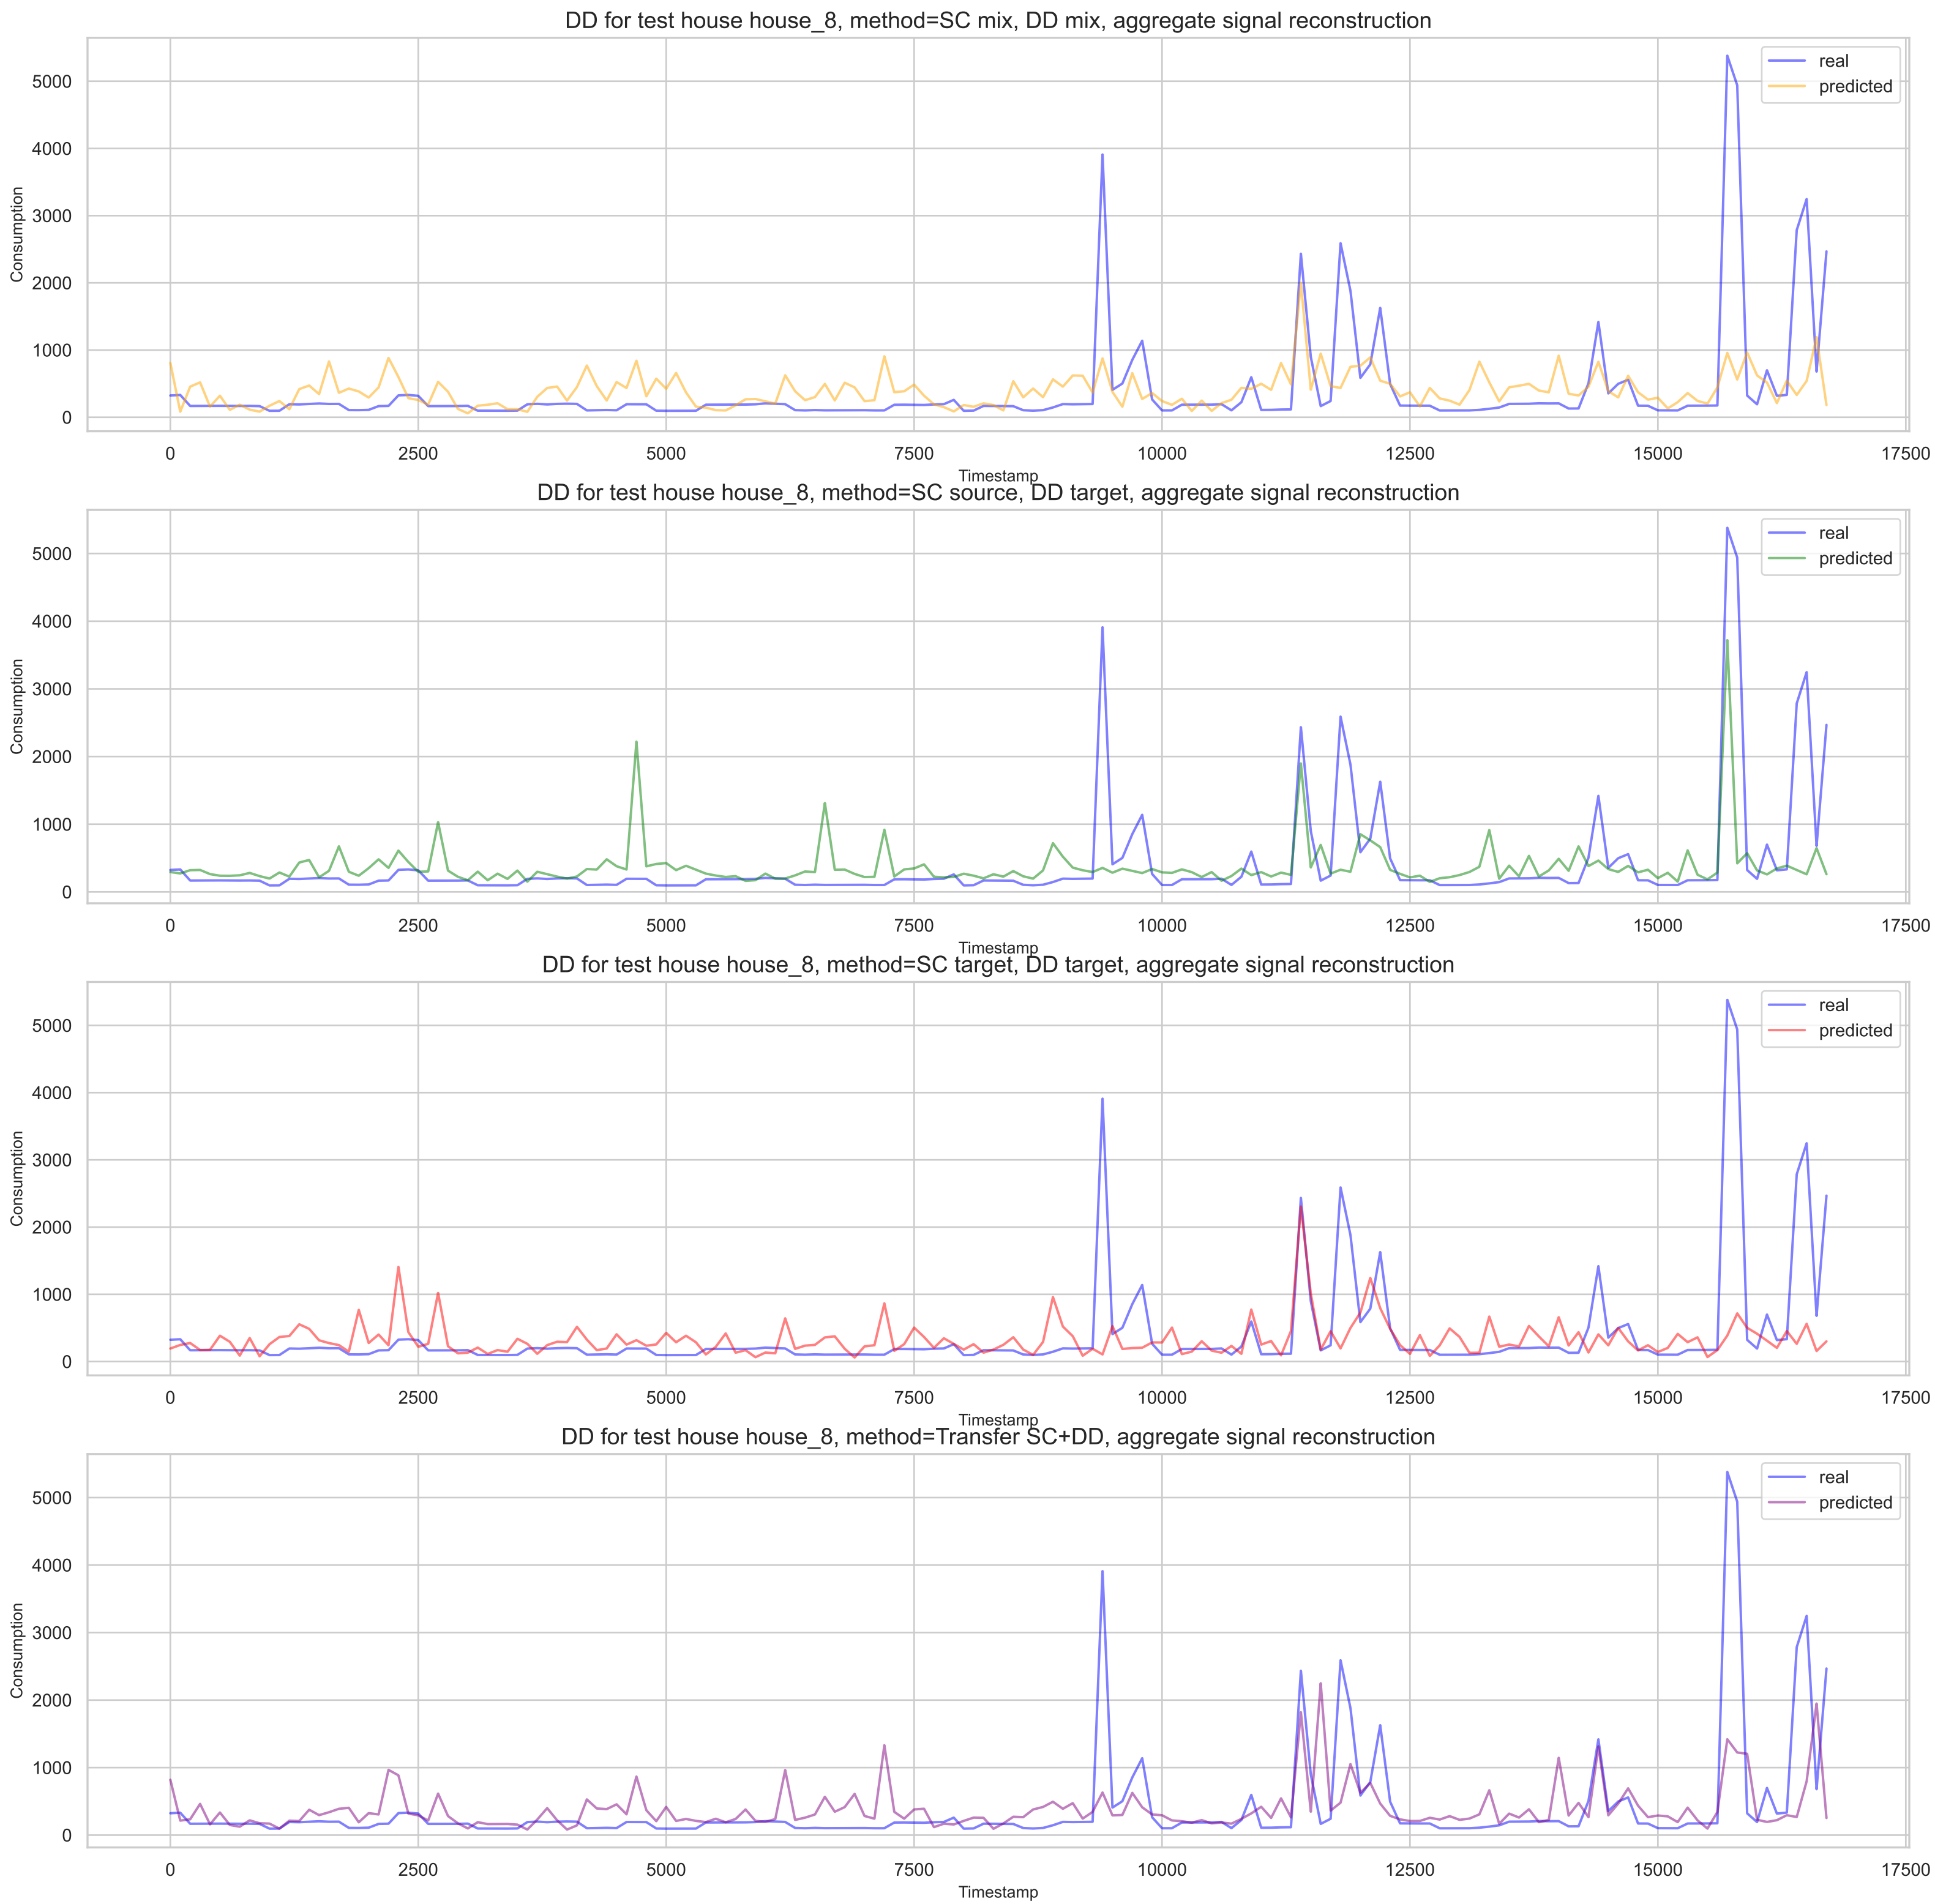 DD for test house house_8, method=SC mix, DD mix, aggregate signal reconstruction
real
predicted
5000
4000
3000
2000
1000
0
Consumption
0 2500 5000 7500 10000 12500 15000 17500
Timestamp
DD for test house house_8, method=SC source, DD target, aggregate signal reconstruction
real
predicted
5000
4000
3000
2000
1000
0
Consumption
0 2500 5000 7500 10000 12500 15000 17500
Timestamp
DD for test house house_8, method=SC target, DD target, aggregate signal reconstruction
real
predicted
5000
4000
3000
2000
1000
0
Consumption
0 2500 5000 7500 10000 12500 15000 17500
Timestamp
DD for test house house_8, method=Transfer SC+DD, aggregate signal reconstruction
real
predicted
5000
4000
3000
2000
1000
0
Consumption
0 2500 5000 7500 10000 12500 15000 17500
Timestamp